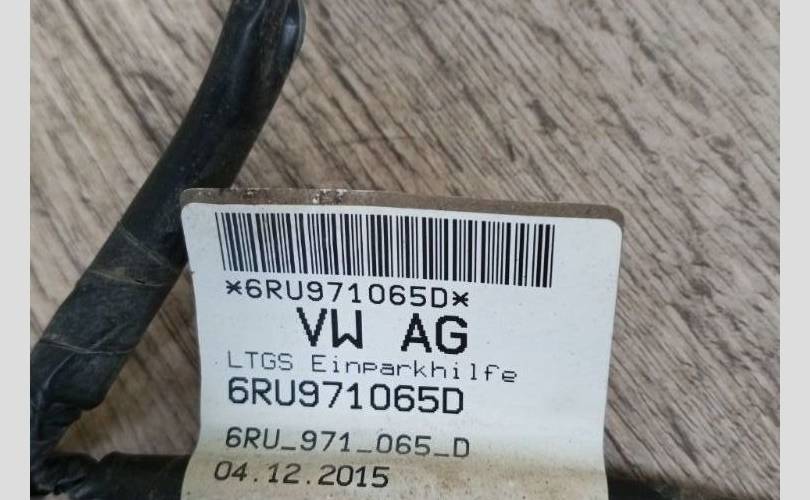 *6RU971065D*
VW AG
LTGS Einparkhilfe
6RU971065D
6RU_971_065_D
04.12.2015